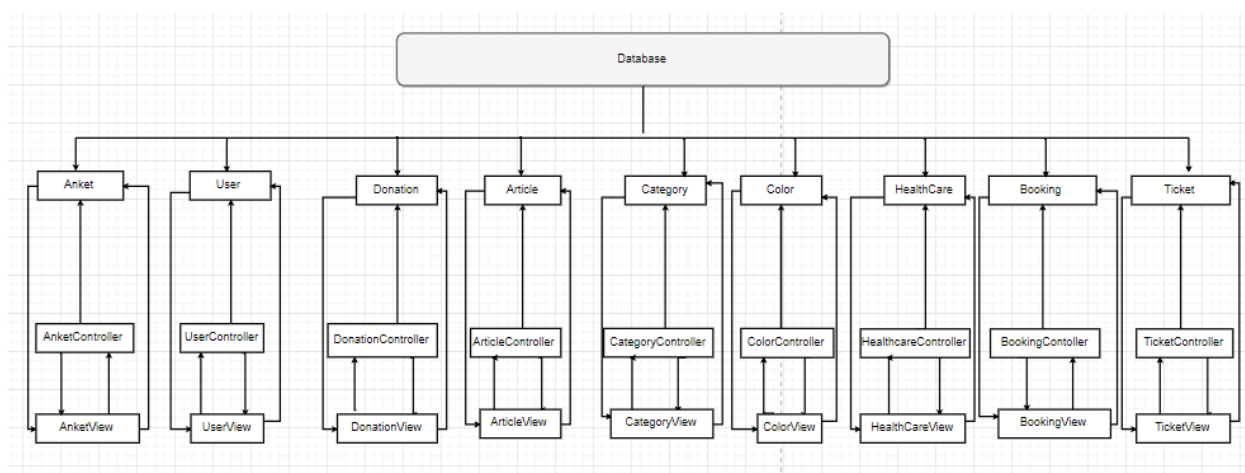 Database
Anket
User
Donation
Article
Category
Color
HealthCare
Booking
Ticket
AnketController
UserController
DonationController
ArticleController
CategoryController
ColorController
HealthcareController
BookingContoller
TicketController
AnketView
UserView
DonationView
ArticleView
CategoryView
ColorView
HealthCareView
BookingView
TicketView